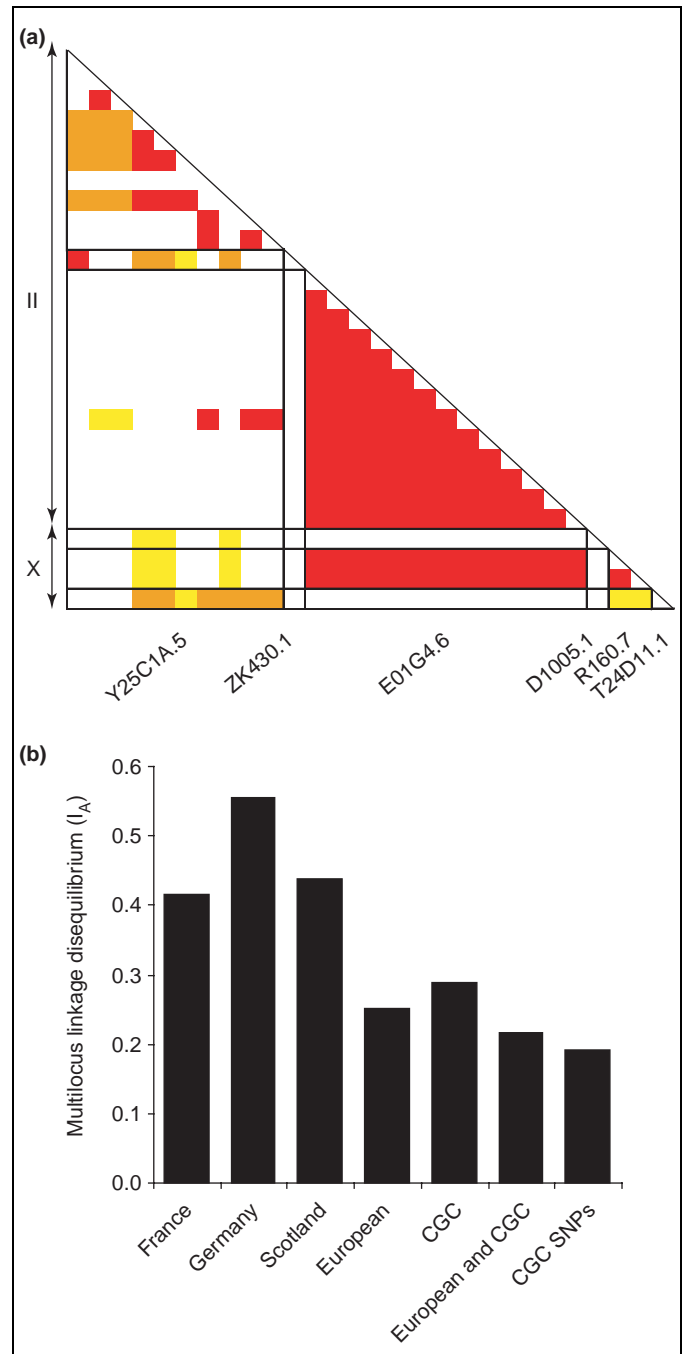 (a)
II
X
Y25C1A.5
ZK430.1
E01G4.6
D1005.1
R160.7
T24D11.1
(b)
Multilocus linkage disequilibrium (I_A)
0.6
0.5
0.4
0.3
0.2
0.1
0.0
France
Germany
Scotland
European
CGC
European and CGC
CGC SNPs